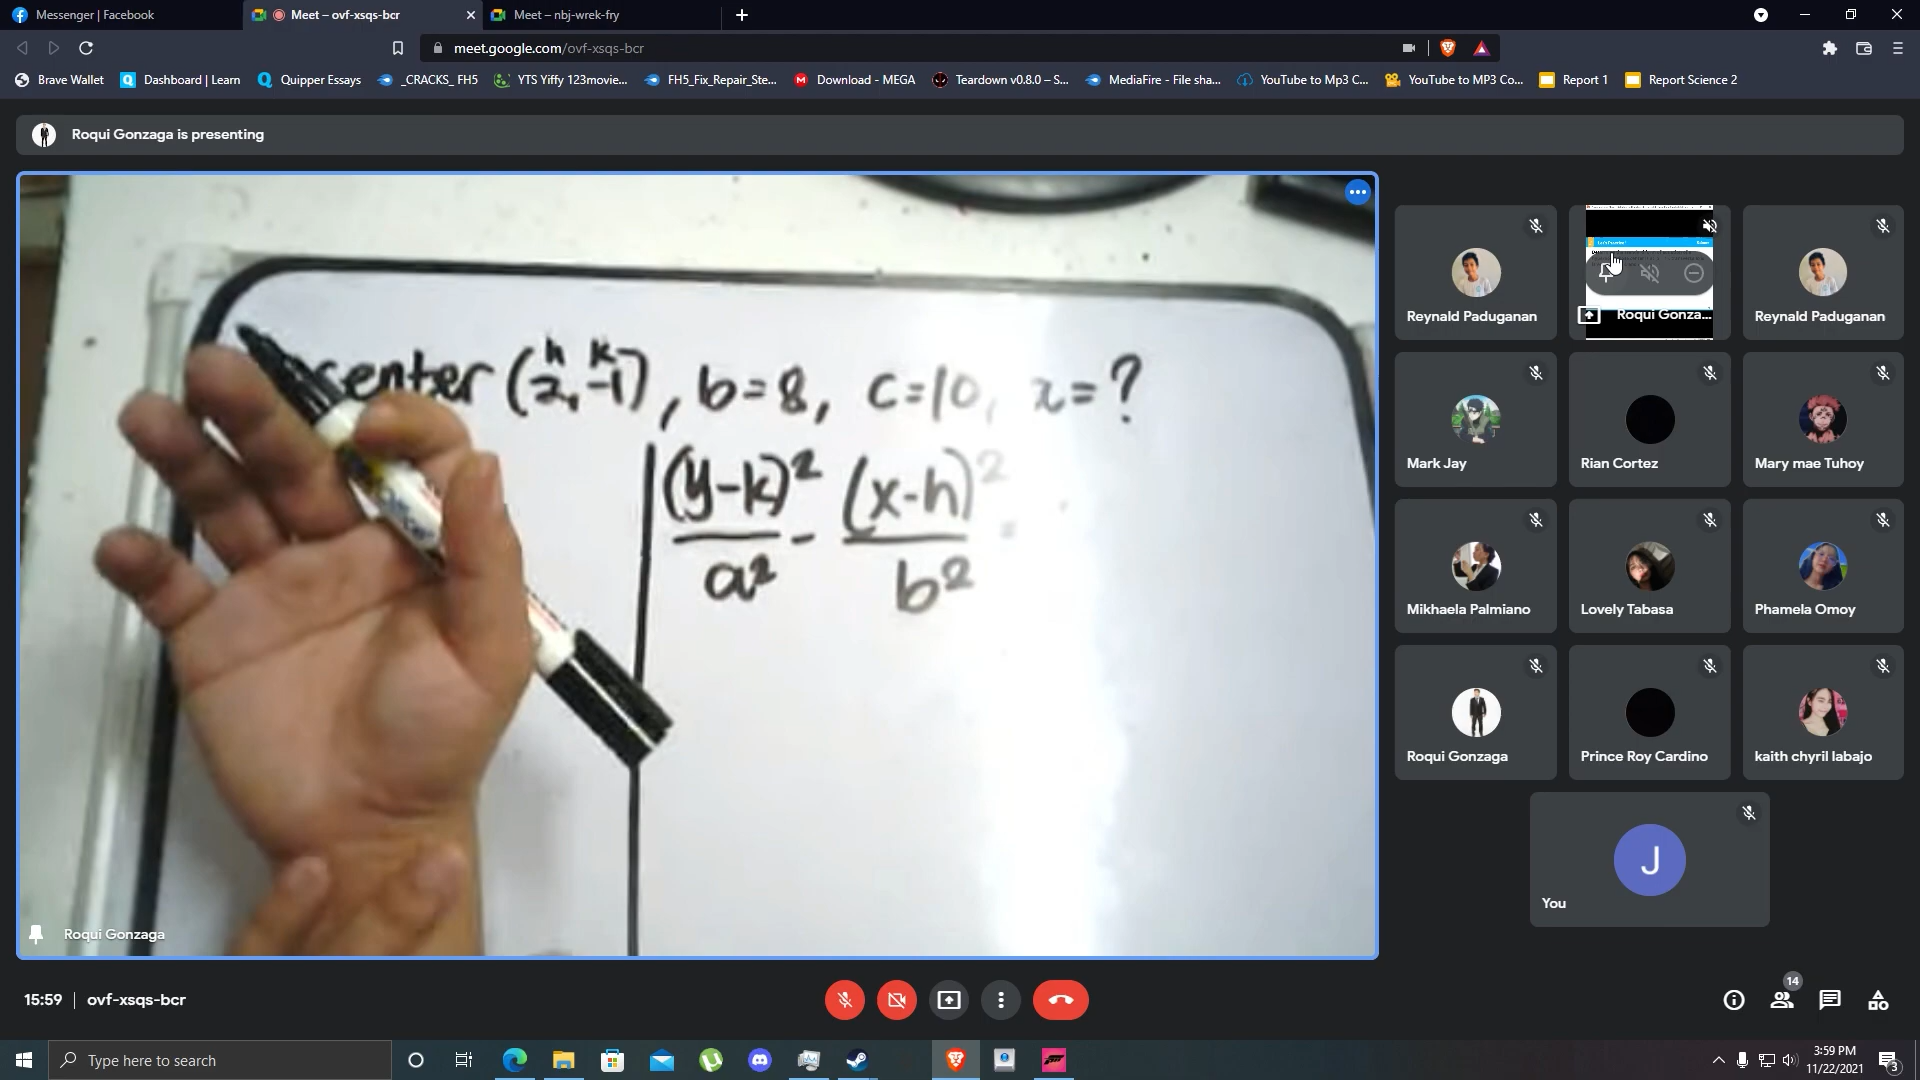 Messenger | Facebook
Meet – ovf-xsqs-bcr
Meet – nbj-wrek-fry
meet.google.com/ovf-xsqs-bcr
Brave Wallet
Dashboard | Learn
Quipper Essays
_CRACKS_ FH5
YTS Yiffy 123movie...
FH5_Fix_Repair_Ste...
Download - MEGA
Teardown v0.8.0 – S...
MediaFire - File sha...
YouTube to Mp3 C...
YouTube to MP3 Co...
Report 1
Report Science 2
Roqui Gonzaga is presenting
h k
center (2, -1), b=8, c=10, x=?
(y-k)² (x-h)²
- =
a² b²
Roqui Gonzaga
Reynald Paduganan
Roqui Gonza...
Reynald Paduganan
Mark Jay
Rian Cortez
Mary mae Tuhoy
Mikhaela Palmiano
Lovely Tabasa
Phamela Omoy
Roqui Gonzaga
Prince Roy Cardino
kaith chyril labajo
J
You
15:59 | ovf-xsqs-bcr
14
Type here to search
3:59 PM
11/22/2021
3